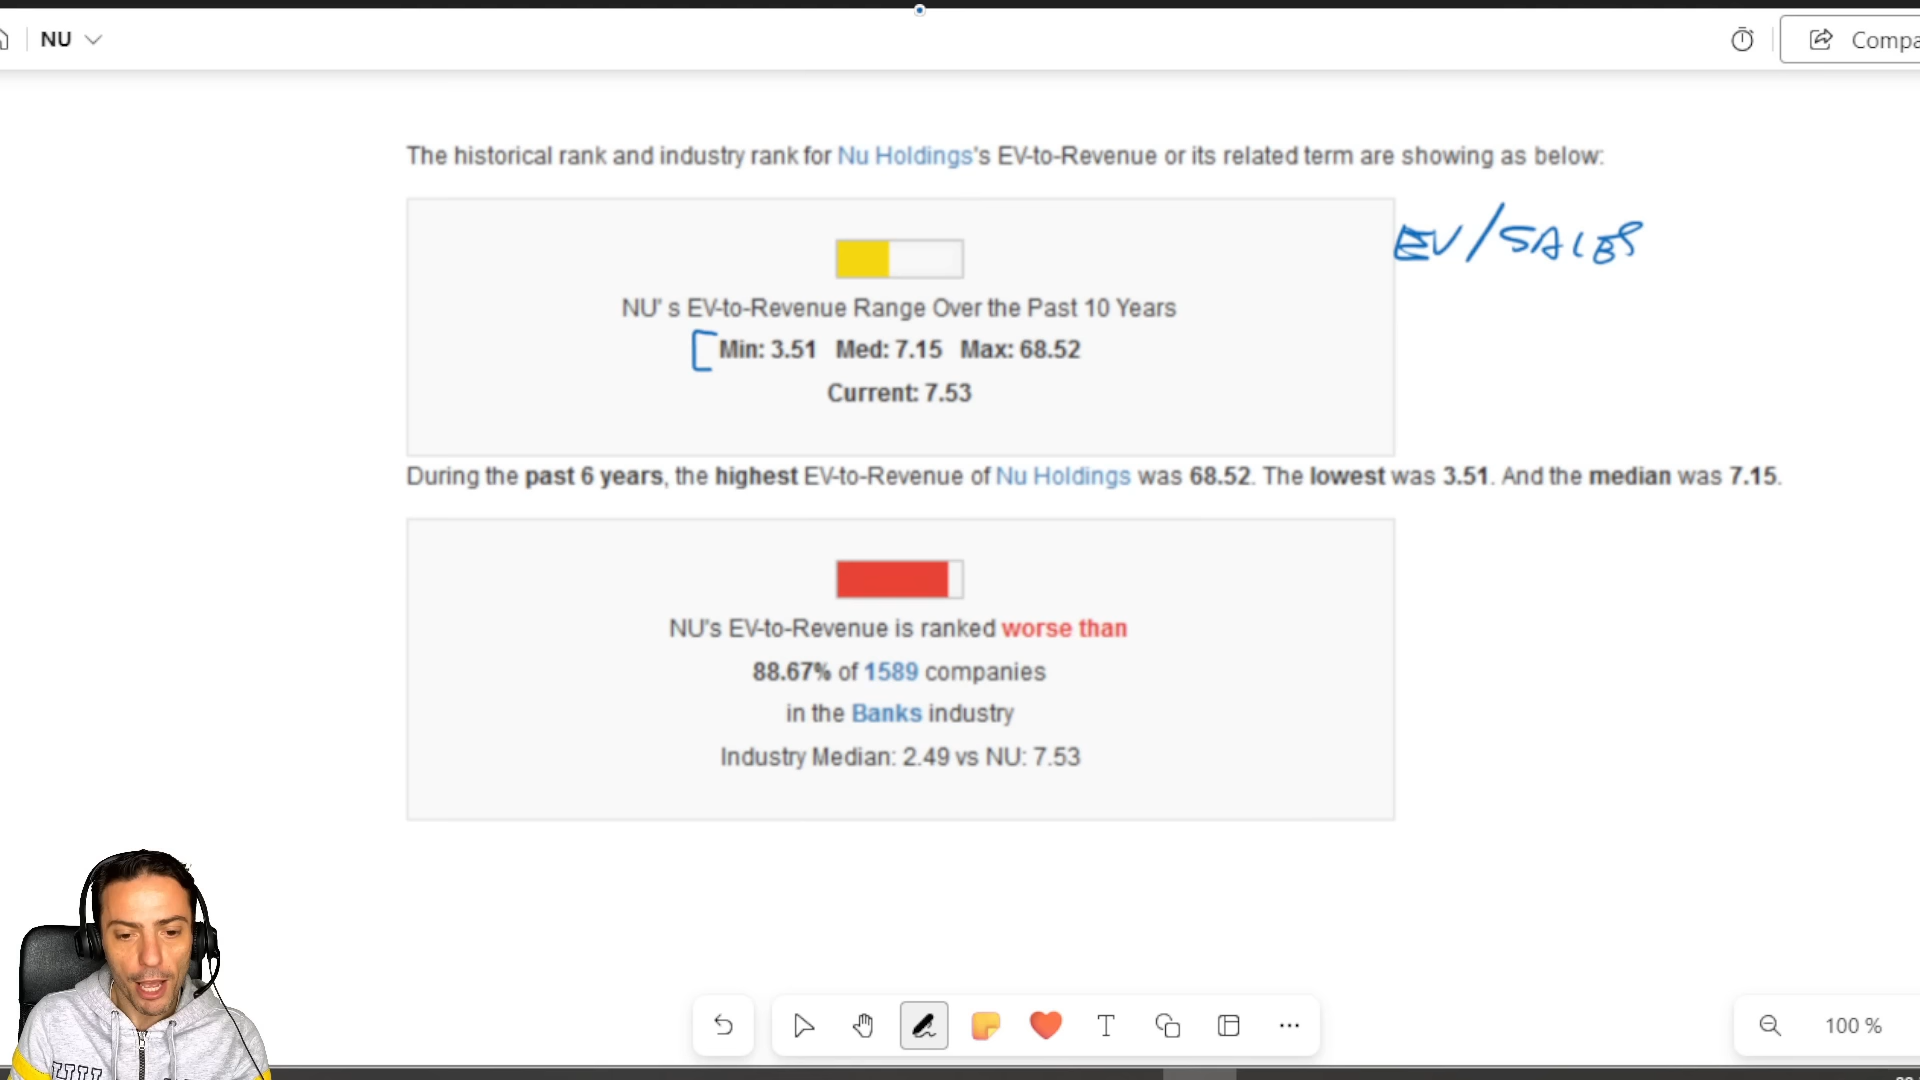 NU
Compa
The historical rank and industry rank for Nu Holdings's EV-to-Revenue or its related term are showing as below:
EV/SALES
NU' s EV-to-Revenue Range Over the Past 10 Years
Min: 3.51 Med: 7.15 Max: 68.52
Current: 7.53
During the past 6 years, the highest EV-to-Revenue of Nu Holdings was 68.52. The lowest was 3.51. And the median was 7.15.
NU's EV-to-Revenue is ranked worse than
88.67% of 1589 companies
in the Banks industry
Industry Median: 2.49 vs NU: 7.53
T
100 %